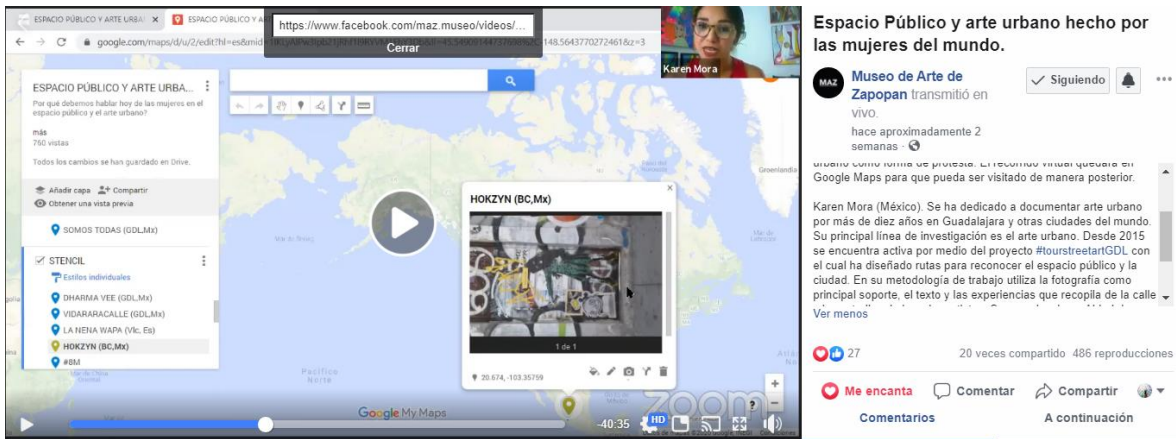 ESPACIO PÚBLICO Y ARTE URBA
ESPACIO PÚBLICO Y A
https://www.facebook.com/maz.museo/videos/...
Cerrar
google.com/maps/d/u/2/edit?hl=es&mid
Karen Mora
ESPACIO PÚBLICO Y ARTE URBA...
Por qué debemos hablar hoy de las mujeres en el
espacio público y el arte urbano?
más
760 vistas
Todos los cambios se han guardado en Drive.
Añadir capa
Compartir
Obtener una vista previa
SOMOS TODAS (GDL,Mx)
STENCIL
Estilos individuales
DHARMA VEE (GDL,Mx)
VIDARARACALLE (GDL,Mx)
LA NENA WAPA (Vlc, Es)
HOKZYN (BC,Mx)
#BM
HOKZYN (BC,Mx)
1 de 1
20.674, -103.35759
Groenlandia
Pacífico
Norte
Google My Maps
zoom
-40:35
HD
Espacio Público y arte urbano hecho por
las mujeres del mundo.
MAZ
Museo de Arte de
Zapopan transmitió en
vivo.
hace aproximadamente 2
semanas ·
Siguiendo
urbano como forma de protesta. El recorrido virtual quedará en
Google Maps para que pueda ser visitado de manera posterior.
Karen Mora (México). Se ha dedicado a documentar arte urbano
por más de diez años en Guadalajara y otras ciudades del mundo.
Su principal línea de investigación es el arte urbano. Desde 2015
se encuentra activa por medio del proyecto #tourstreetartGDL con
el cual ha diseñado rutas para reconocer el espacio público y la
ciudad. En su metodología de trabajo utiliza la fotografía como
principal soporte, el texto y las experiencias que recopila de la calle
Ver menos
27
20 veces compartido 486 reproducciones
Me encanta
Comentar
Compartir
Comentarios
A continuación